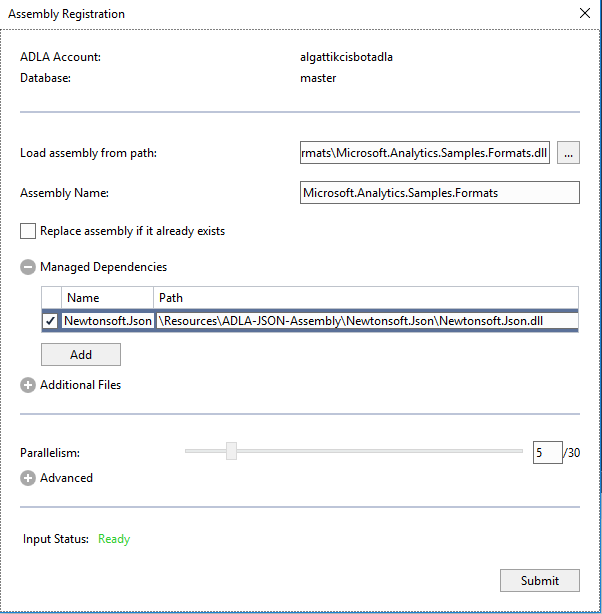 Assembly Registration
ADLA Account: algattikcisbotadla
Database: master
Load assembly from path: rmats\Microsoft.Analytics.Samples.Formats.dll ...
Assembly Name: Microsoft.Analytics.Samples.Formats
Replace assembly if it already exists
Managed Dependencies
Name Path
Newtonsoft.Json \Resources\ADLA-JSON-Assembly\Newtonsoft.Json\Newtonsoft.Json.dll
Add
Additional Files
Parallelism: 5 /30
Advanced
Input Status: Ready
Submit